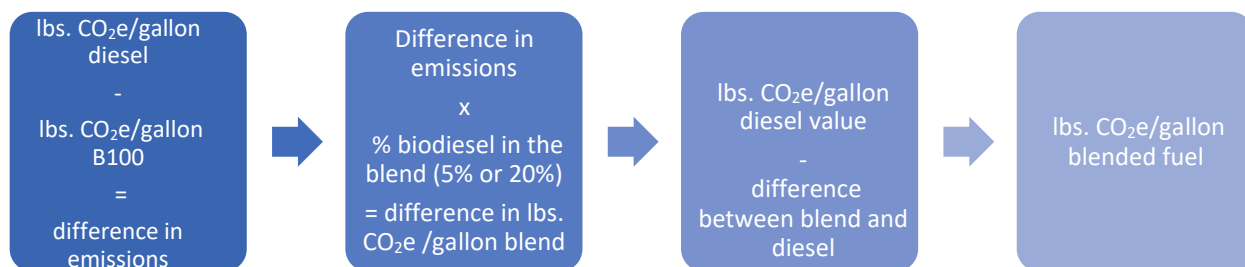 lbs. CO₂e/gallon
diesel
-
lbs. CO₂e/gallon
B100
=
difference in
emissions
Difference in
emissions
x
% biodiesel in the
blend (5% or 20%)
= difference in lbs.
CO₂e /gallon blend
lbs. CO₂e/gallon
diesel value
-
difference
between blend and
diesel
lbs. CO₂e/gallon
blended fuel